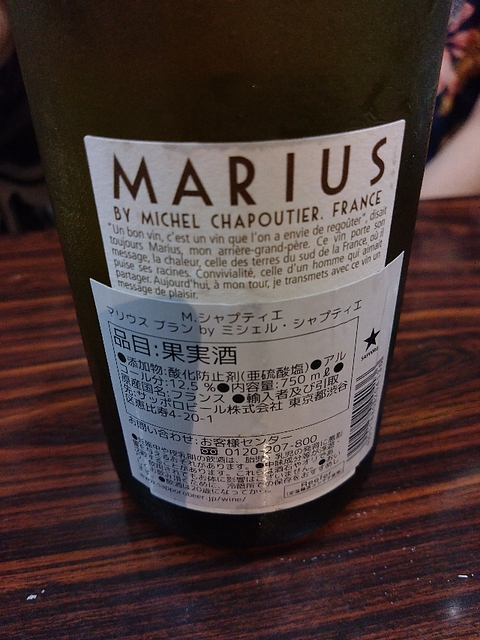 MARIUS
BY MICHEL CHAPOUTIER. FRANCE
"Un bon vin, c'est un vin que l'on a envie de regoûter", disait
toujours Marius, mon arrière-grand-père. Ce vin porte son
message, la chaleur, celle des terres du sud de la France, où il
puise ses racines. Convivialité, celle d'un homme qui aimait
partager. Aujourd'hui, à mon tour, je transmets avec ce vin un
message de plaisir.
M.シャプティエ
マリウス ブラン by ミシェル・シャプティエ
品目:果実酒
●添加物:酸化防止剤(亜硫酸塩)●アル
コール分:12.5%●内容量:750ml●
原産国名:フランス ●輸入者及び引取
先:サッポロビール株式会社 東京都渋谷
区恵比寿4-20-1
お問い合わせ:お客様センター
0120-207-800
SAPPORO